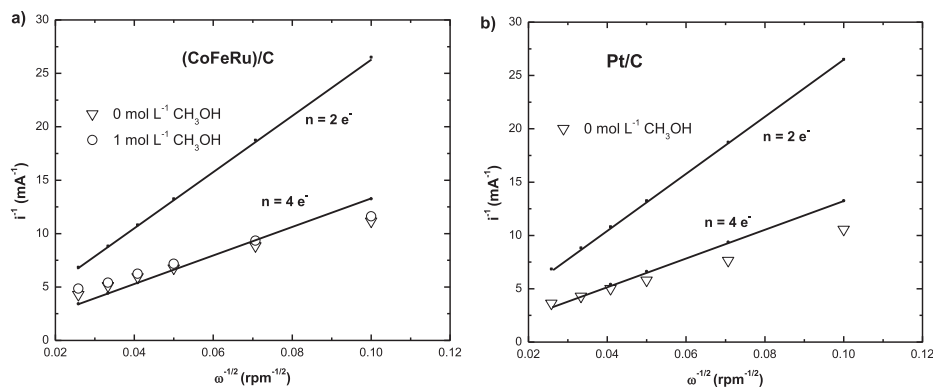 a)
30
25
20
15
10
5
0
i⁻¹ (mA⁻¹)
(CoFeRu)/C
0 mol L⁻¹ CH₃OH
1 mol L⁻¹ CH₃OH
n = 2 e⁻
n = 4 e⁻
0.02 0.04 0.06 0.08 0.10 0.12
ω⁻¹/² (rpm⁻¹/²)
b)
30
25
20
15
10
5
0
i⁻¹ (mA⁻¹)
Pt/C
0 mol L⁻¹ CH₃OH
n = 2 e⁻
n = 4 e⁻
0.02 0.04 0.06 0.08 0.10 0.12
ω⁻¹/² (rpm⁻¹/²)